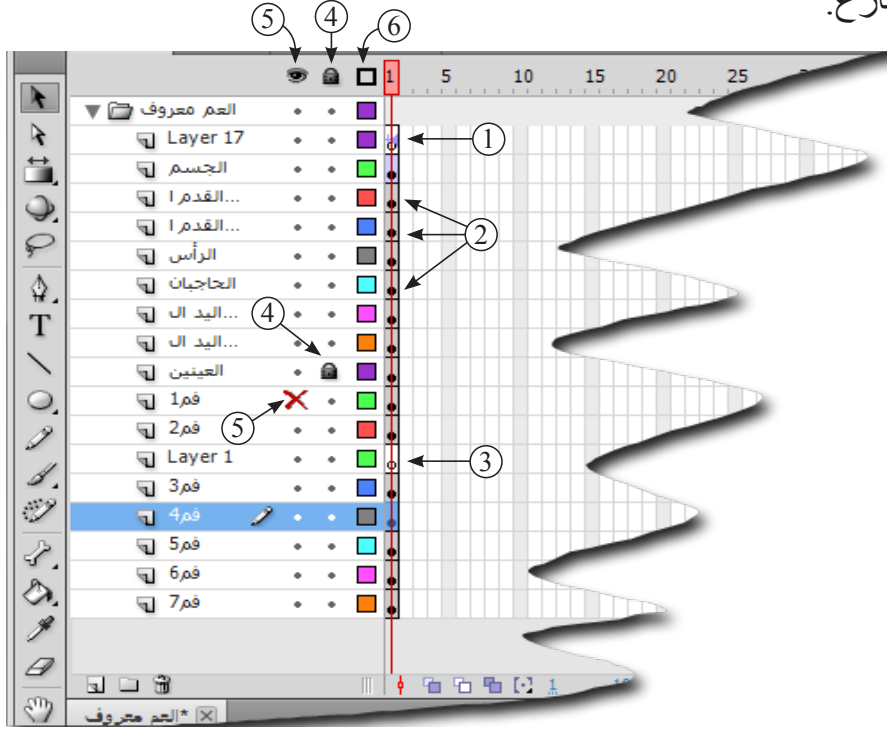 تارع.
5 4 6
1 5 10 15 20 25
العم معروف
Layer 17 1
الجسم
القدم ا...
القدم ا... 2
الرأس
الحاجبان
اليد ال... 4
اليد ال...
العينين
فم1
فم2 5
Layer 1 3
فم3
فم4
فم5
فم6
فم7
1
T
العم معروف*